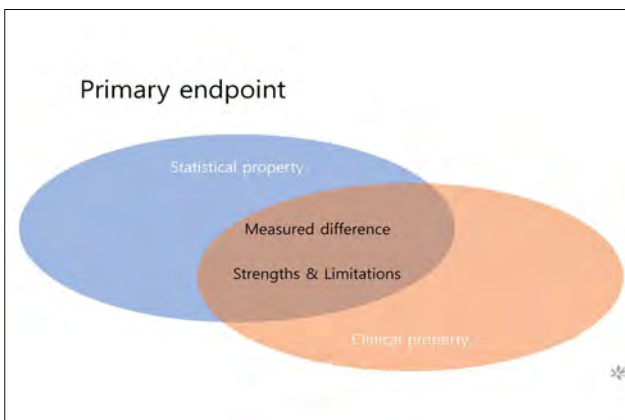 Primary endpoint
Statistical property
Measured difference
Strengths & Limitations
Clinical property